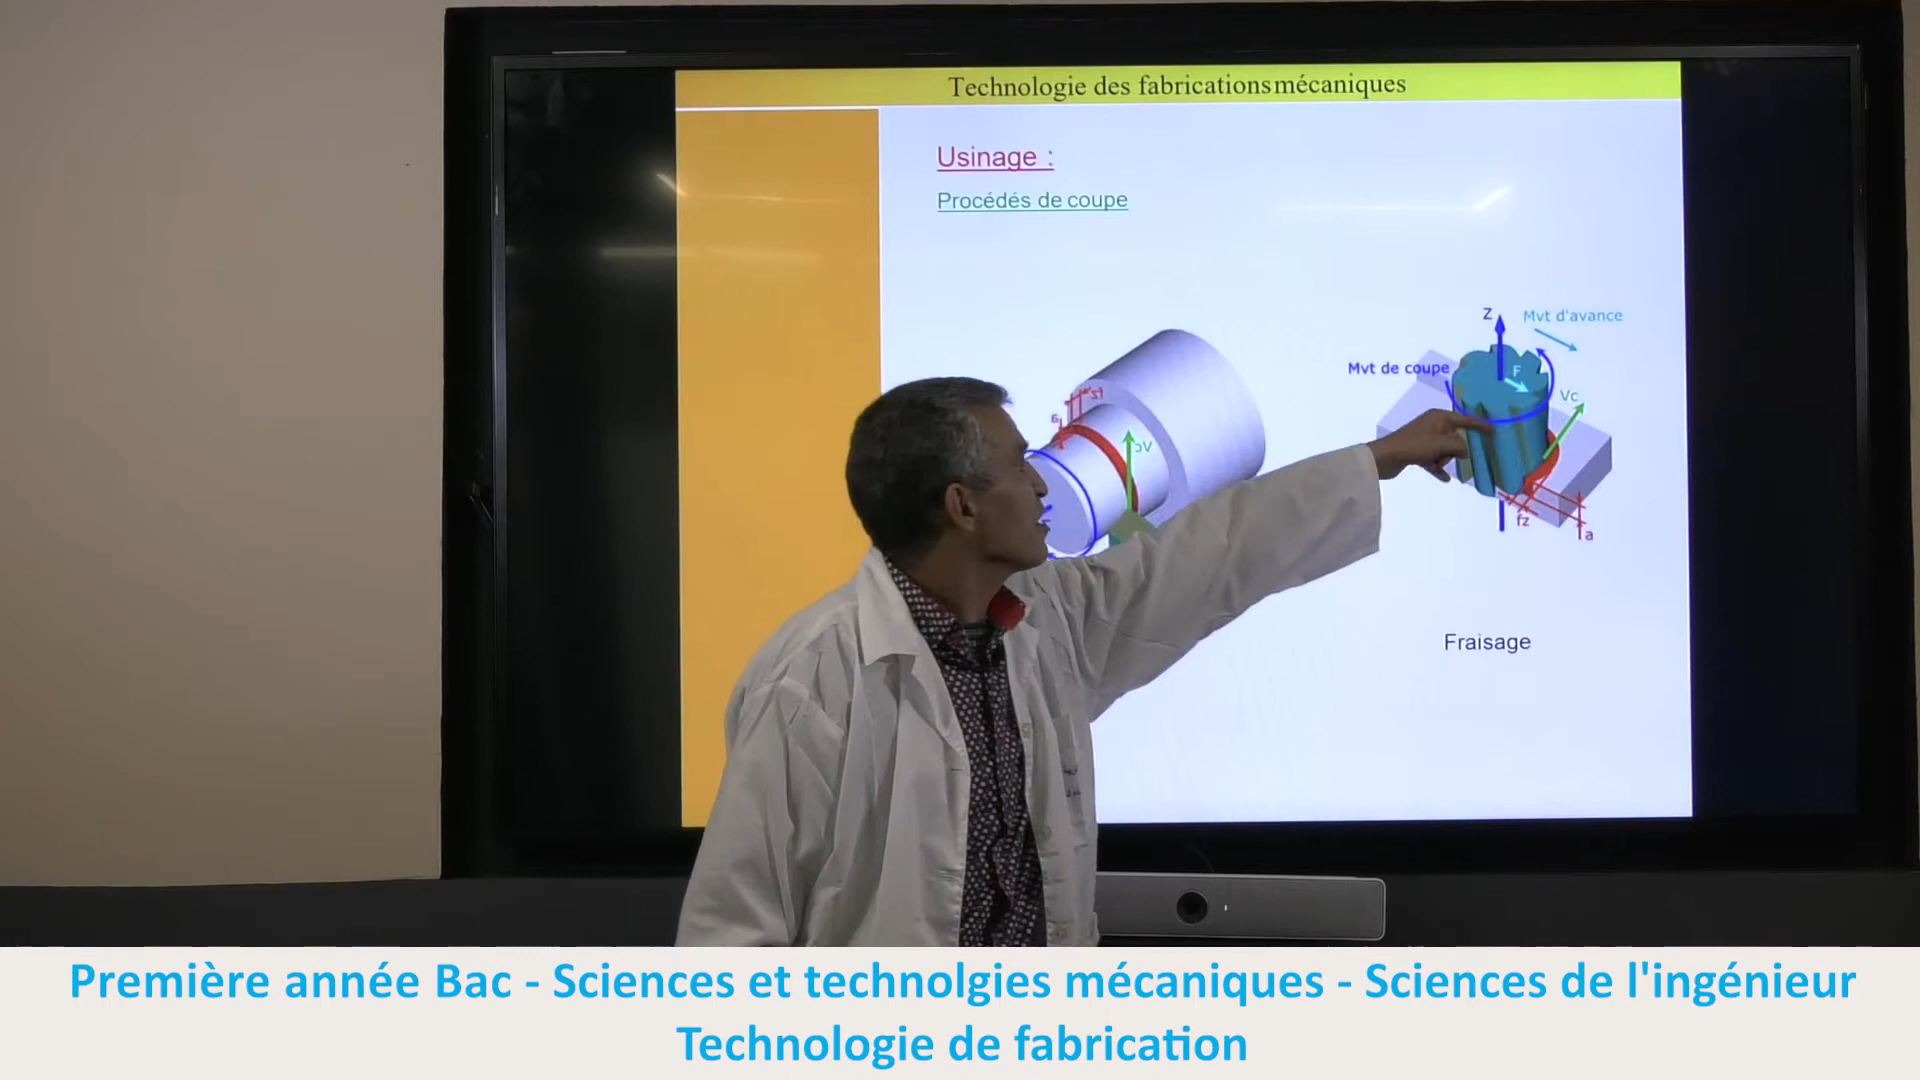 Technologie des fabrications mécaniques
Usinage :
Procédés de coupe
Z
Mvt d'avance
Mvt de coupe
F
Vc
fz
a
Fraisage
Première année Bac - Sciences et technolgies mécaniques - Sciences de l'ingénieur
Technologie de fabrication